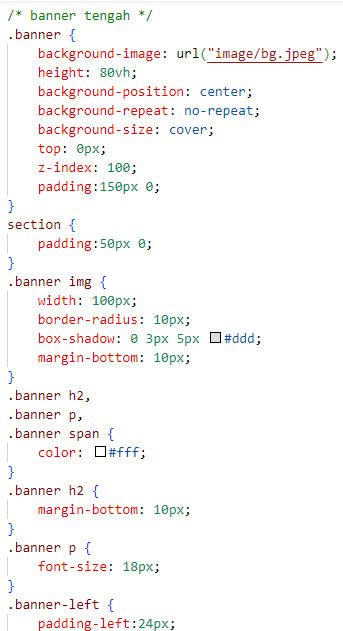 /* banner tengah */
.banner {
    background-image: url("image/bg.jpeg");
    height: 80vh;
    background-position: center;
    background-repeat: no-repeat;
    background-size: cover;
    top: 0px;
    z-index: 100;
    padding:150px 0;
}
section {
    padding:50px 0;
}
.banner img {
    width: 100px;
    border-radius: 10px;
    box-shadow: 0 3px 5px #ddd;
    margin-bottom: 10px;
}
.banner h2,
.banner p,
.banner span {
    color: #fff;
}
.banner h2 {
    margin-bottom: 10px;
}
.banner p {
    font-size: 18px;
}
.banner-left {
    padding-left:24px;